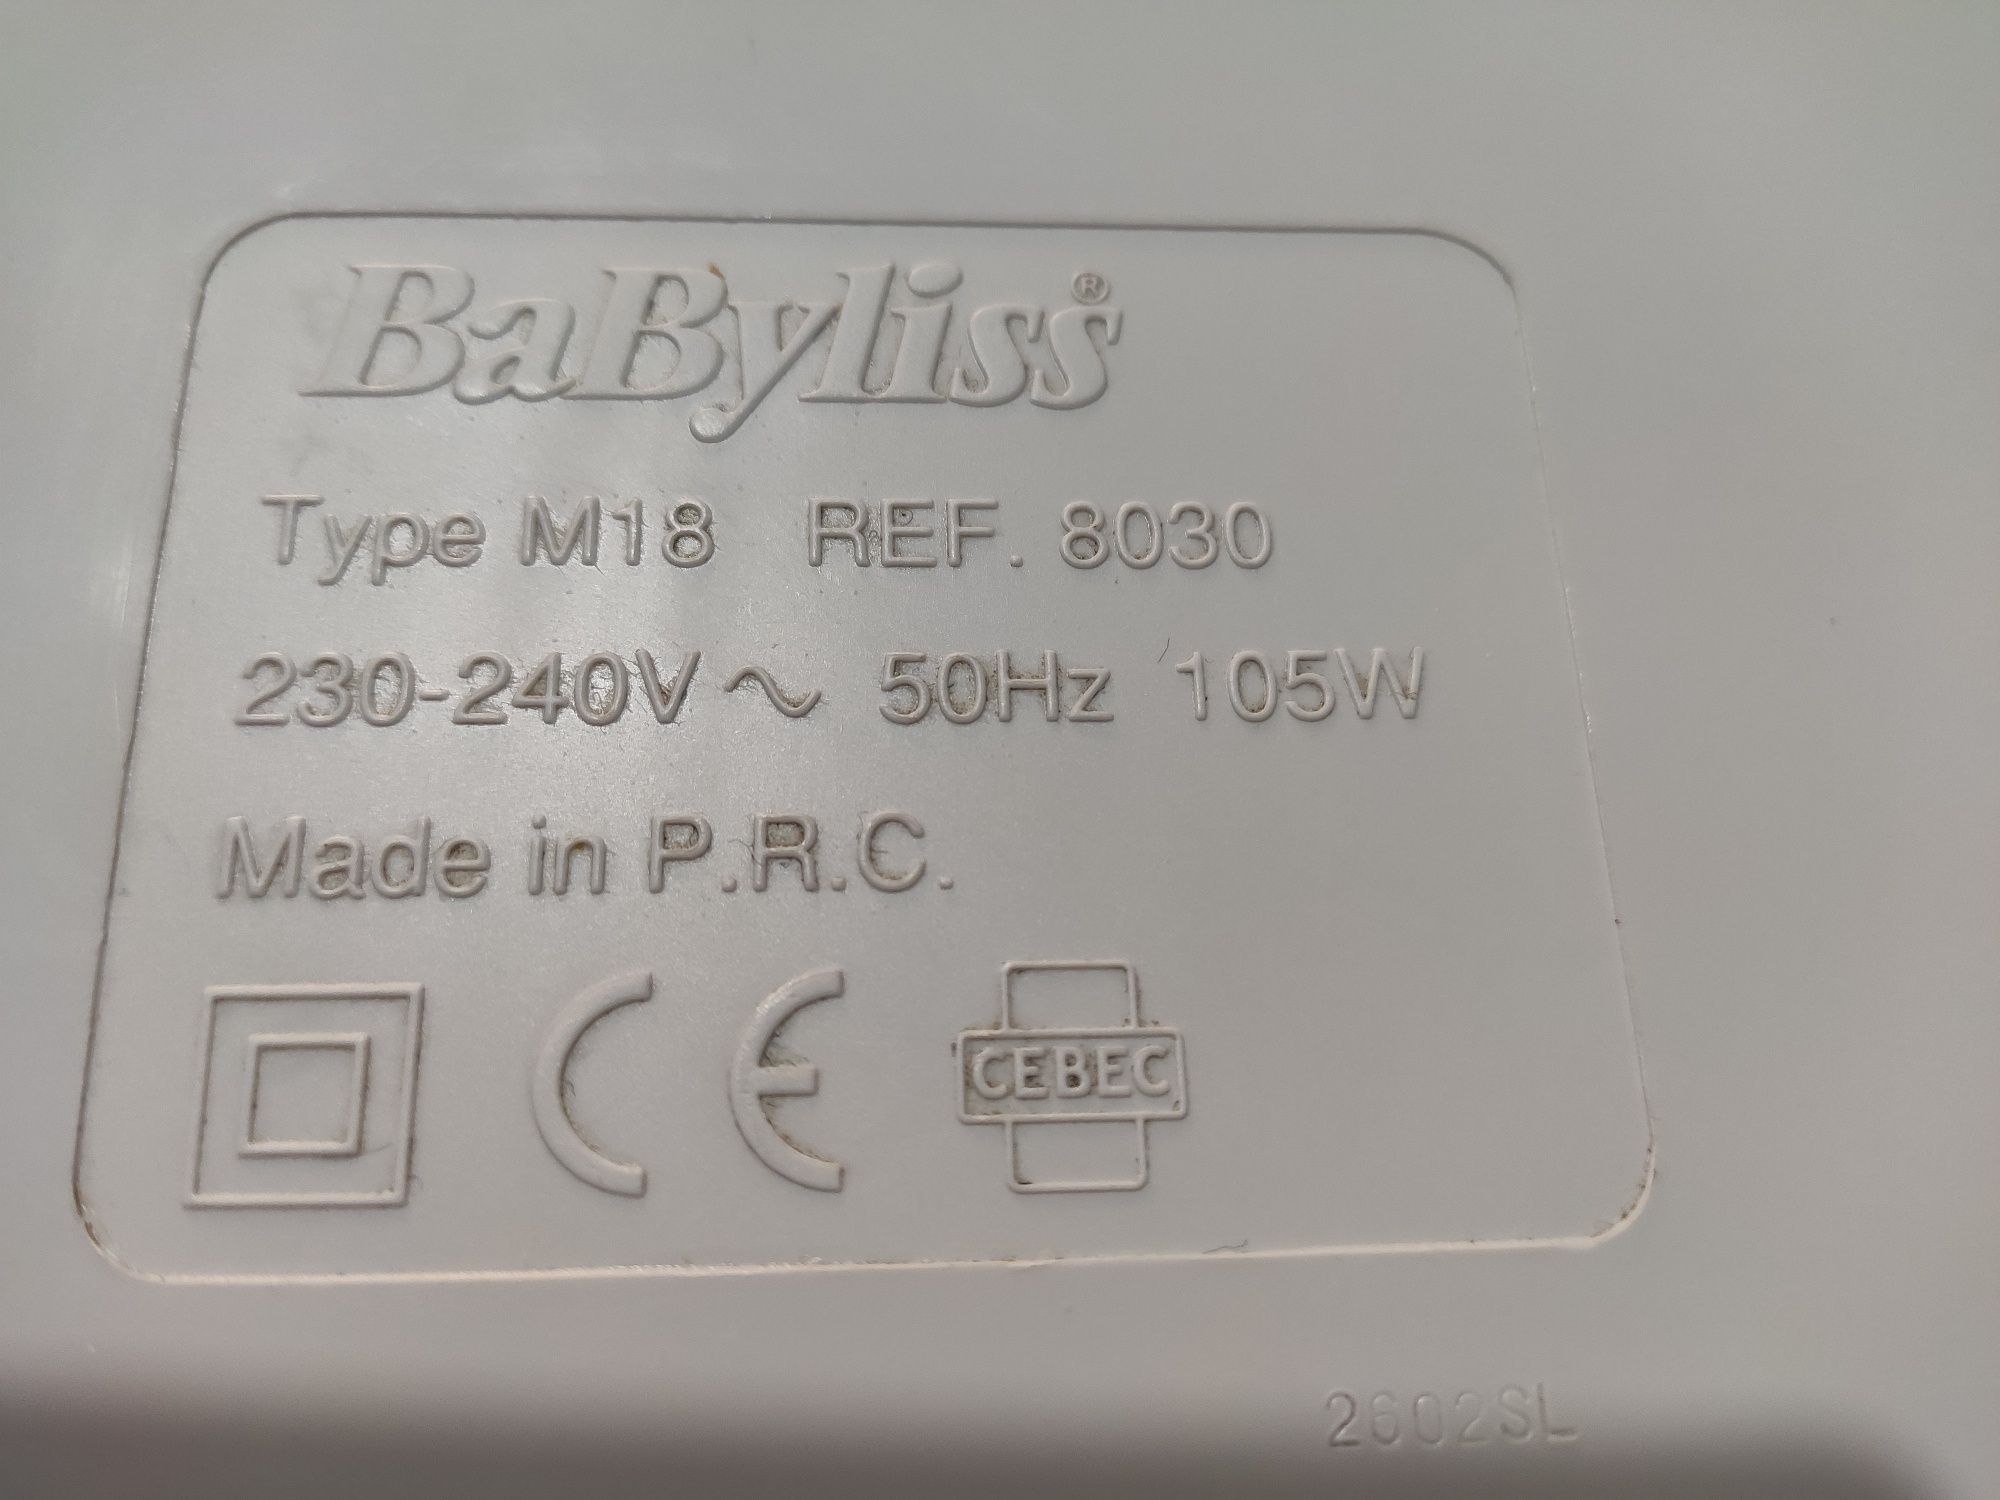 BaByliss®
Type M18 REF. 8030
230-240V ~ 50Hz 105W
Made in P.R.C.
CE CEBEC
2602SL